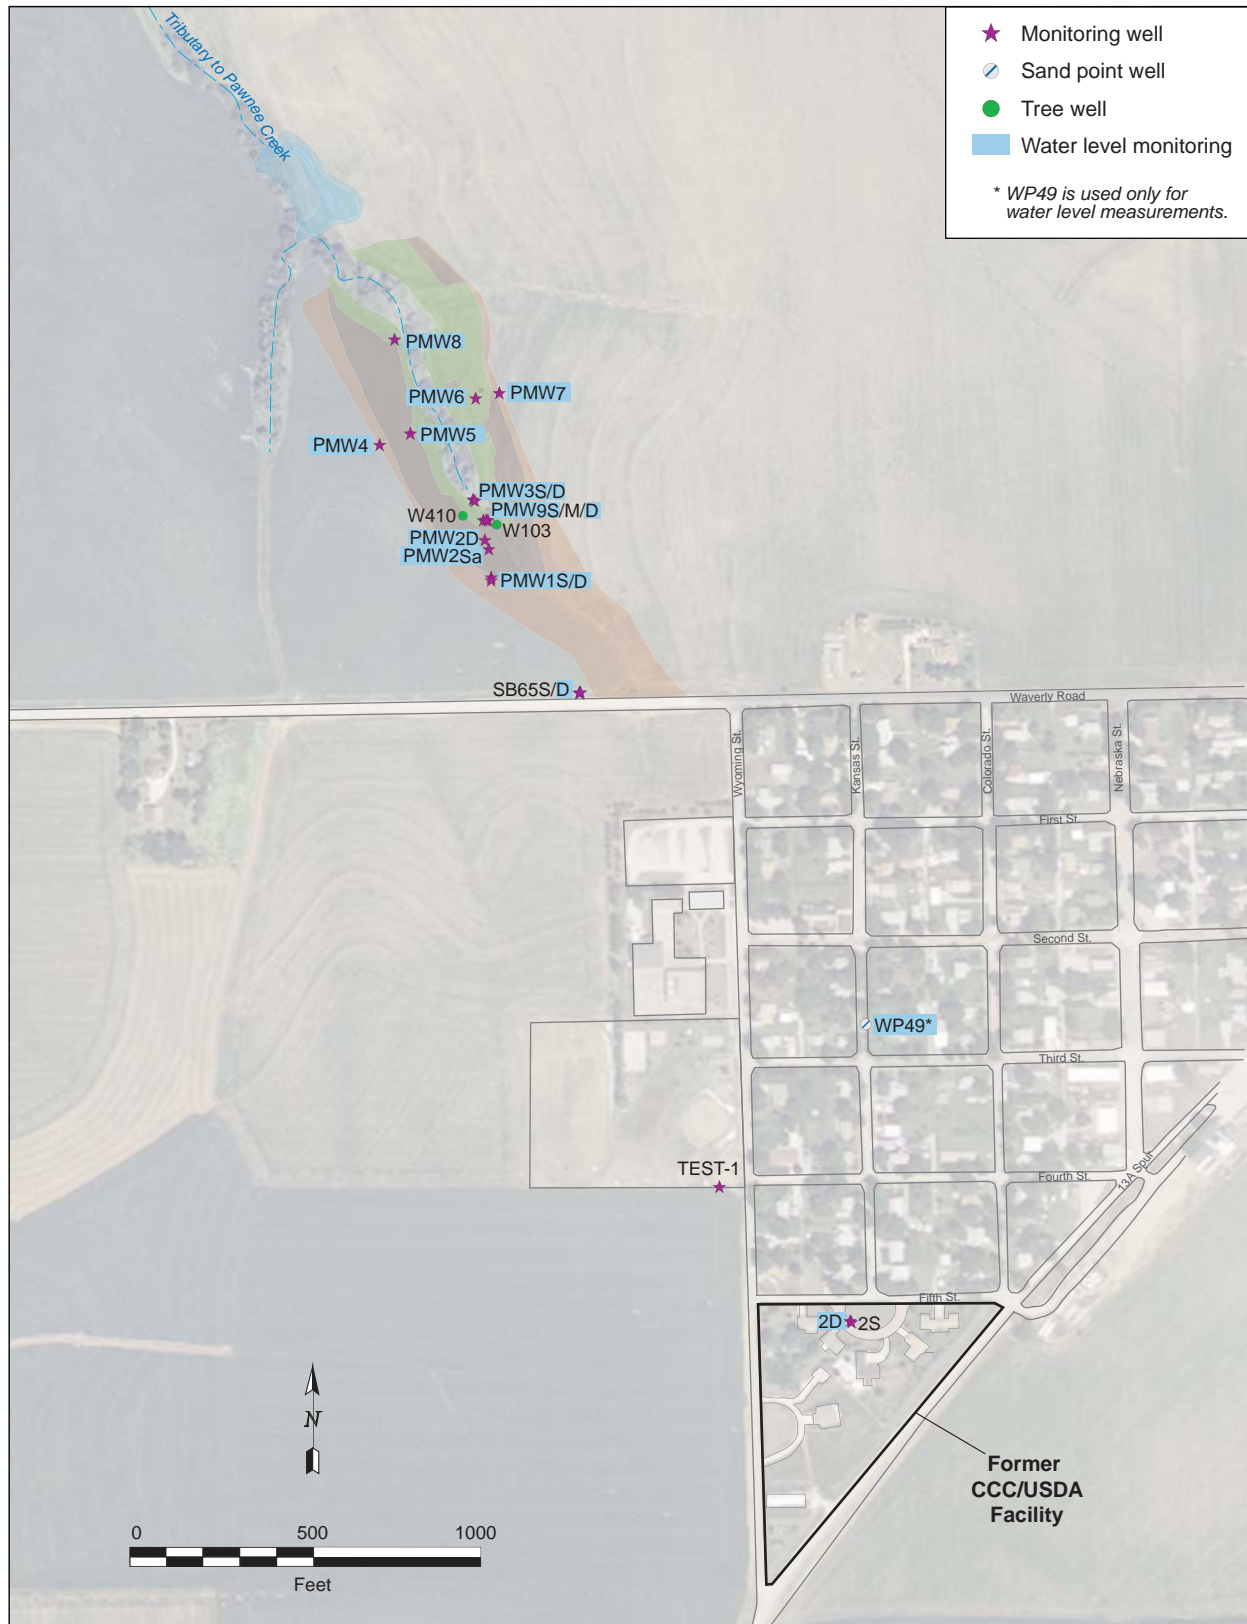 Monitoring well
Sand point well
Tree well
Water level monitoring
* WP49 is used only for
water level measurements.
Tributary to Pawnee Creek
PMW8
PMW6
PMW7
PMW5
PMW4
PMW3S/D
W410
PMW9S/M/D
W103
PMW2D
PMW2Sa
PMW1S/D
SB65S/D
Waverly Road
Wyoming St.
Kansas St.
Colorado St.
Nebraska St.
First St.
Second St.
WP49*
Third St.
TEST-1
Fourth St.
13A Spur
Fifth St.
2D
2S
N
Former
CCC/USDA
Facility
0 500 1000
Feet